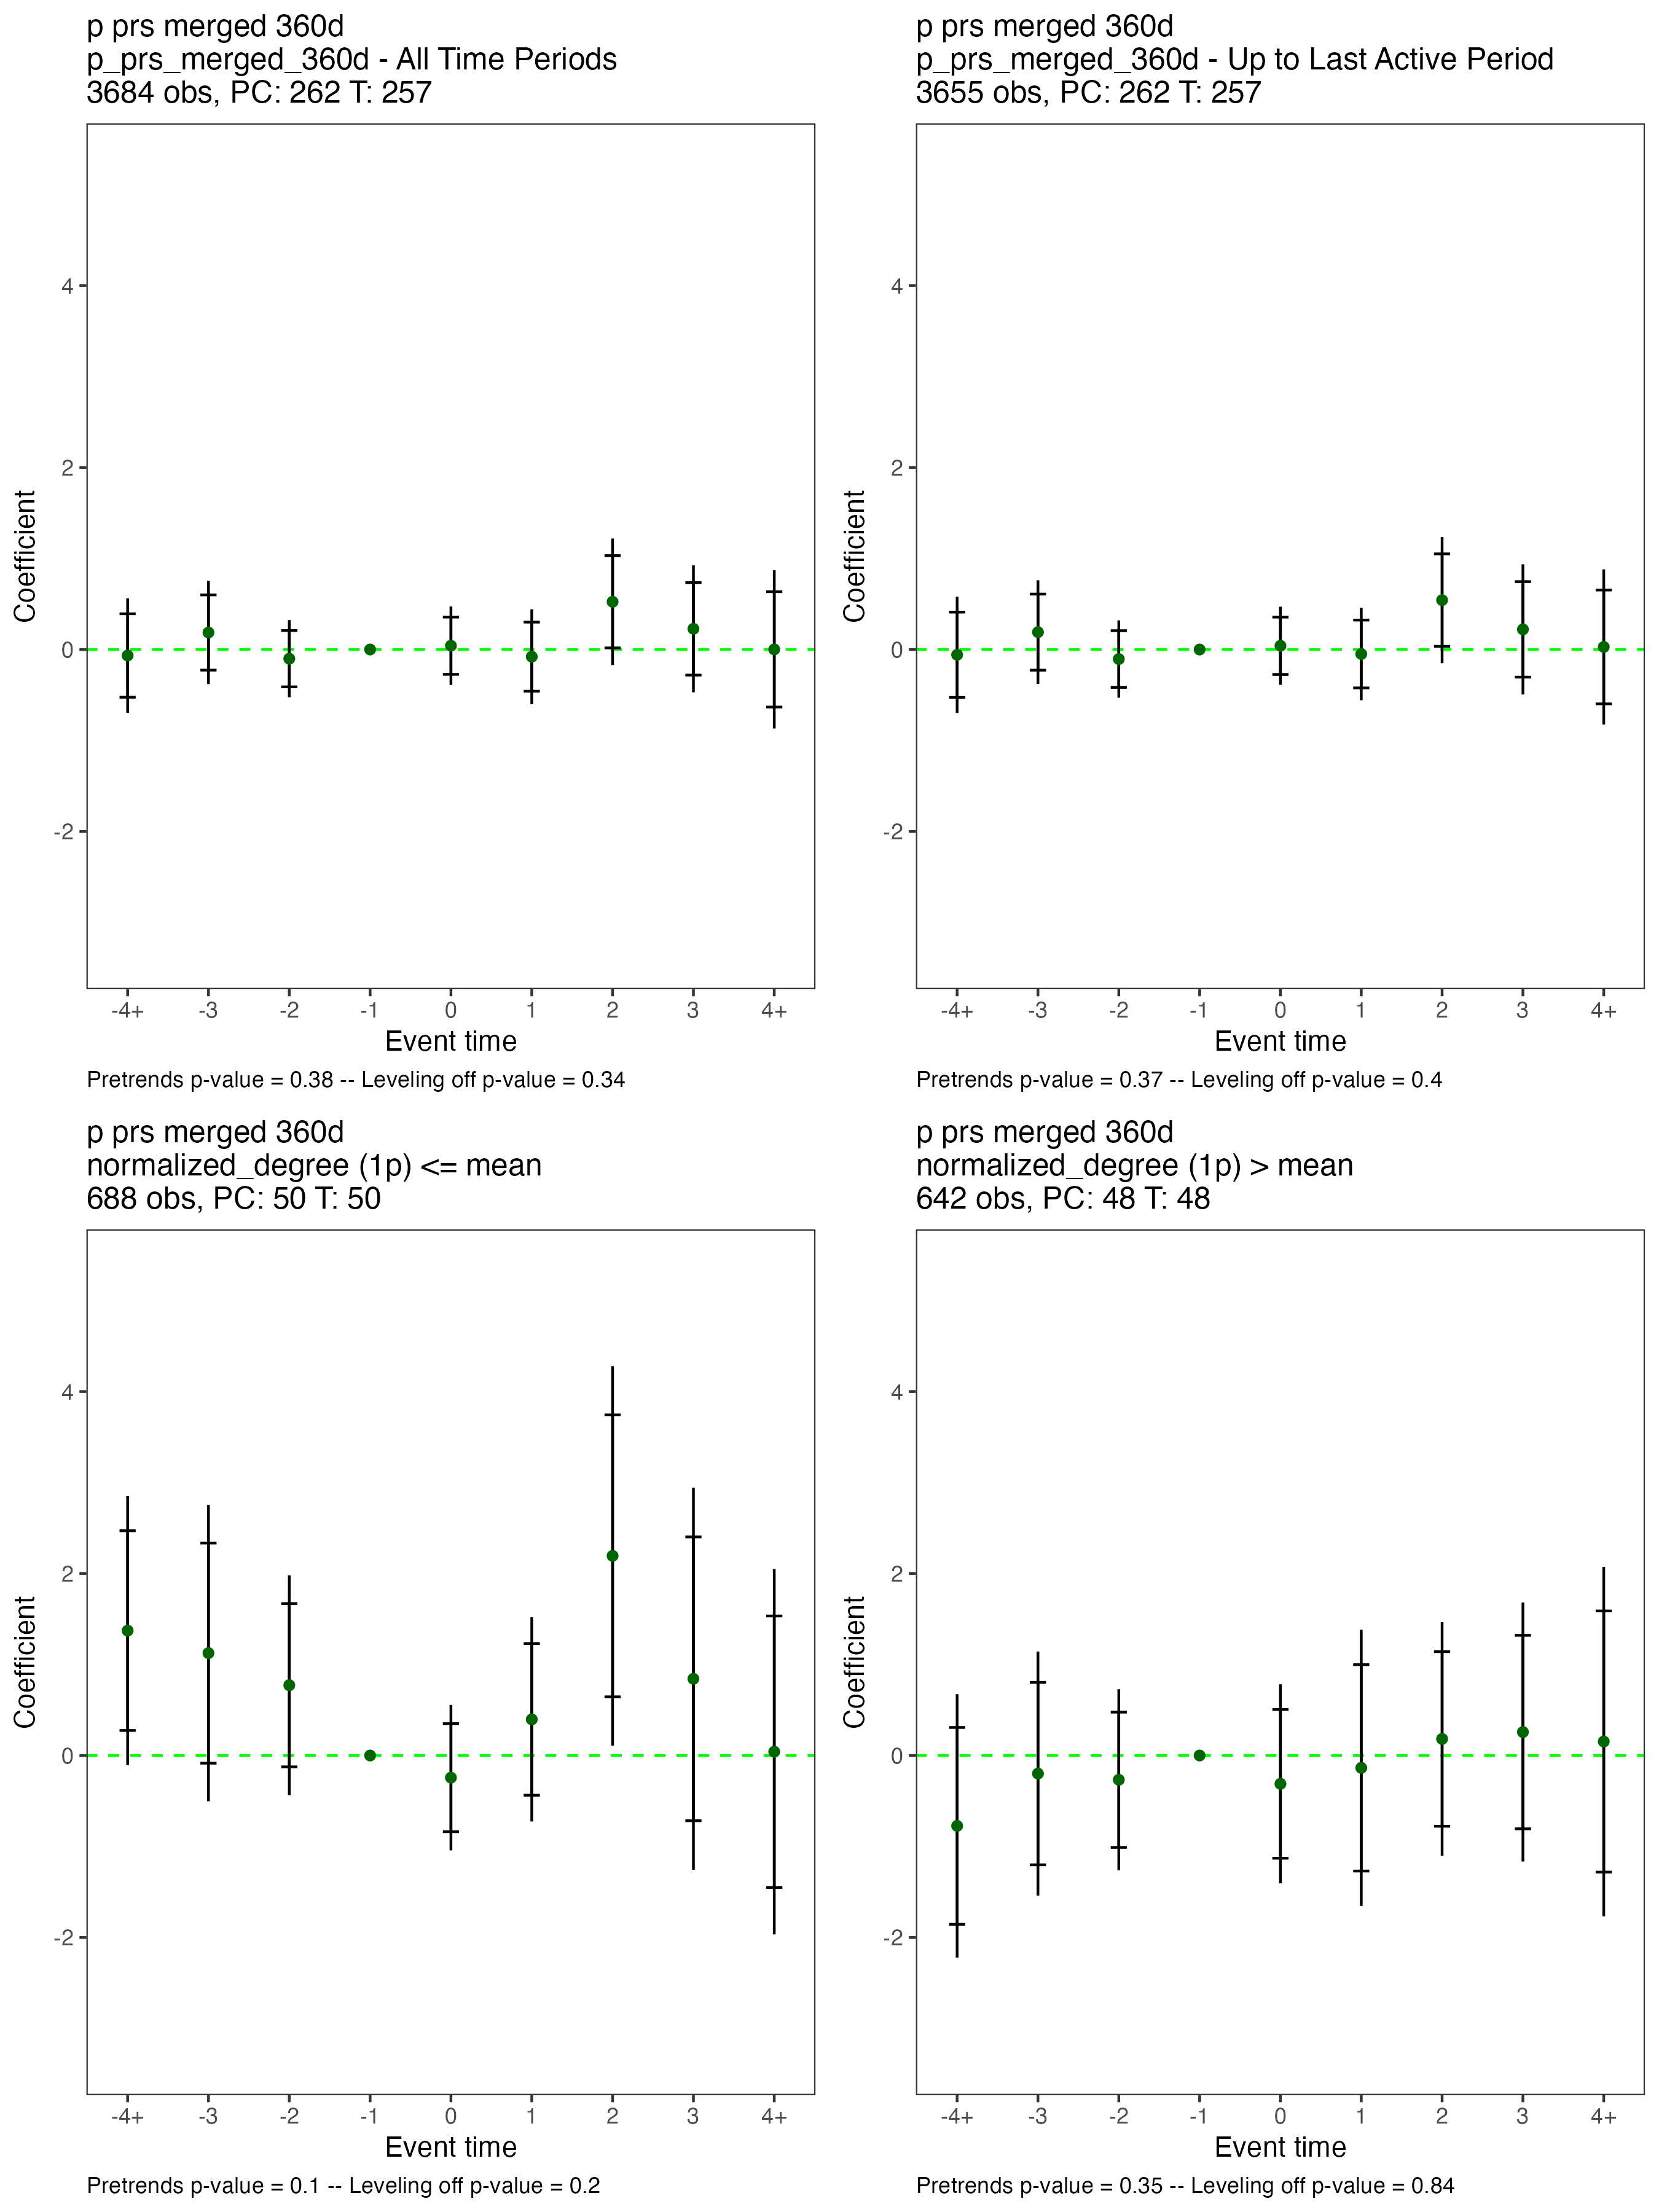 p prs merged 360d
p_prs_merged_360d - All Time Periods
3684 obs, PC: 262 T: 257
Coefficient
4
2
0
-2
-4+ -3 -2 -1 0 1 2 3 4+
Event time
Pretrends p-value = 0.38 -- Leveling off p-value = 0.34
p prs merged 360d
p_prs_merged_360d - Up to Last Active Period
3655 obs, PC: 262 T: 257
Coefficient
4
2
0
-2
-4+ -3 -2 -1 0 1 2 3 4+
Event time
Pretrends p-value = 0.37 -- Leveling off p-value = 0.4
p prs merged 360d
normalized_degree (1p) <= mean
688 obs, PC: 50 T: 50
Coefficient
4
2
0
-2
-4+ -3 -2 -1 0 1 2 3 4+
Event time
Pretrends p-value = 0.1 -- Leveling off p-value = 0.2
p prs merged 360d
normalized_degree (1p) > mean
642 obs, PC: 48 T: 48
Coefficient
4
2
0
-2
-4+ -3 -2 -1 0 1 2 3 4+
Event time
Pretrends p-value = 0.35 -- Leveling off p-value = 0.84